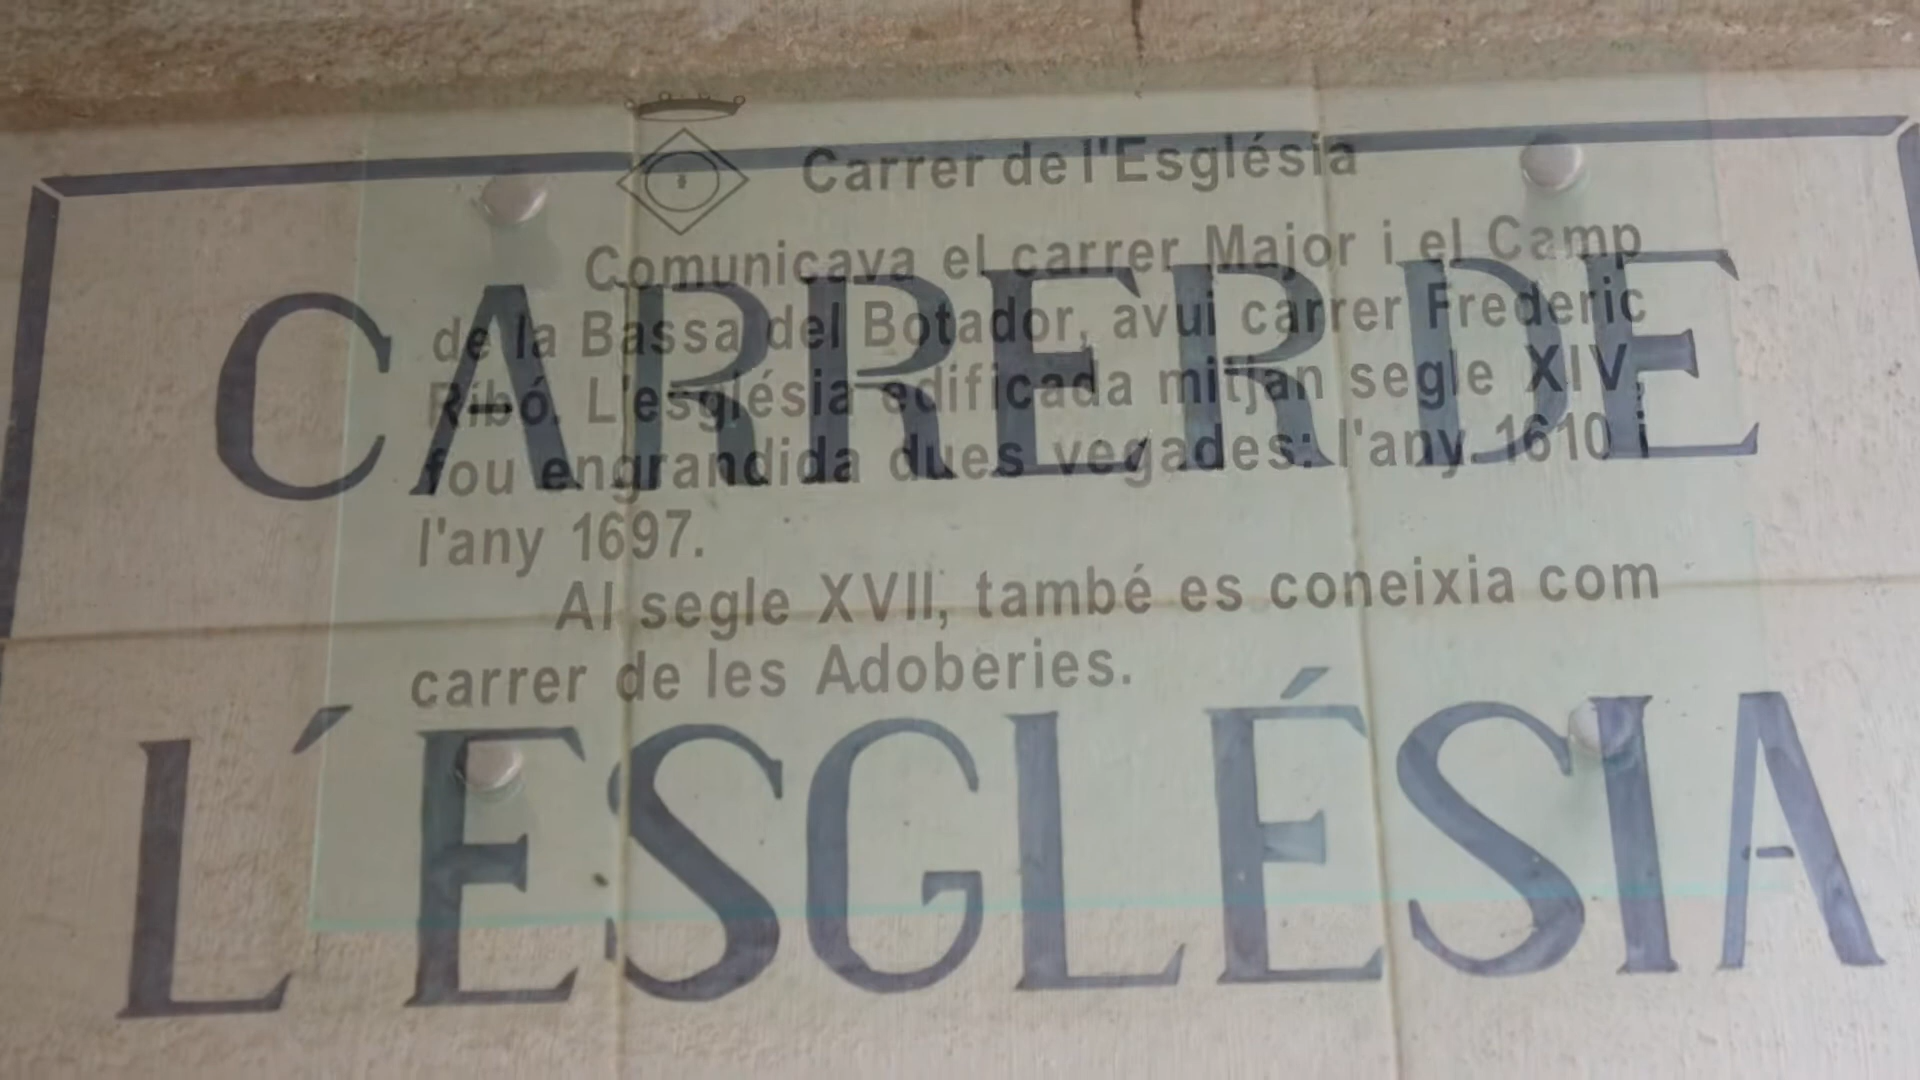 Carrer de l'Església
Comunicava el carrer Major i el Camp
de la Bassa del Botador, avui carrer Frederic
Ribó. L'església edificada mitjan segle XIV,
fou engrandida dues vegades: l'any 1610 i
l'any 1697.
Al segle XVII, també es coneixia com
carrer de les Adoberies.
CARRER DE
L'ESGLÉSIA